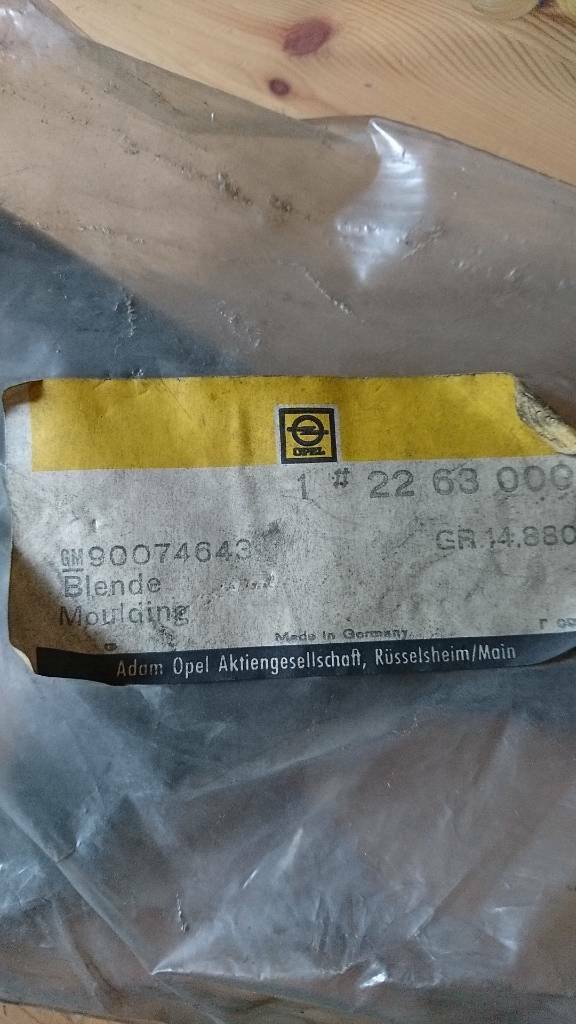 OPEL
1 # 22 63 000
GM 90074643 GR.14.880
Blende
Moulding
Made in Germany
Adam Opel Aktiengesellschaft, Rüsselsheim/Main